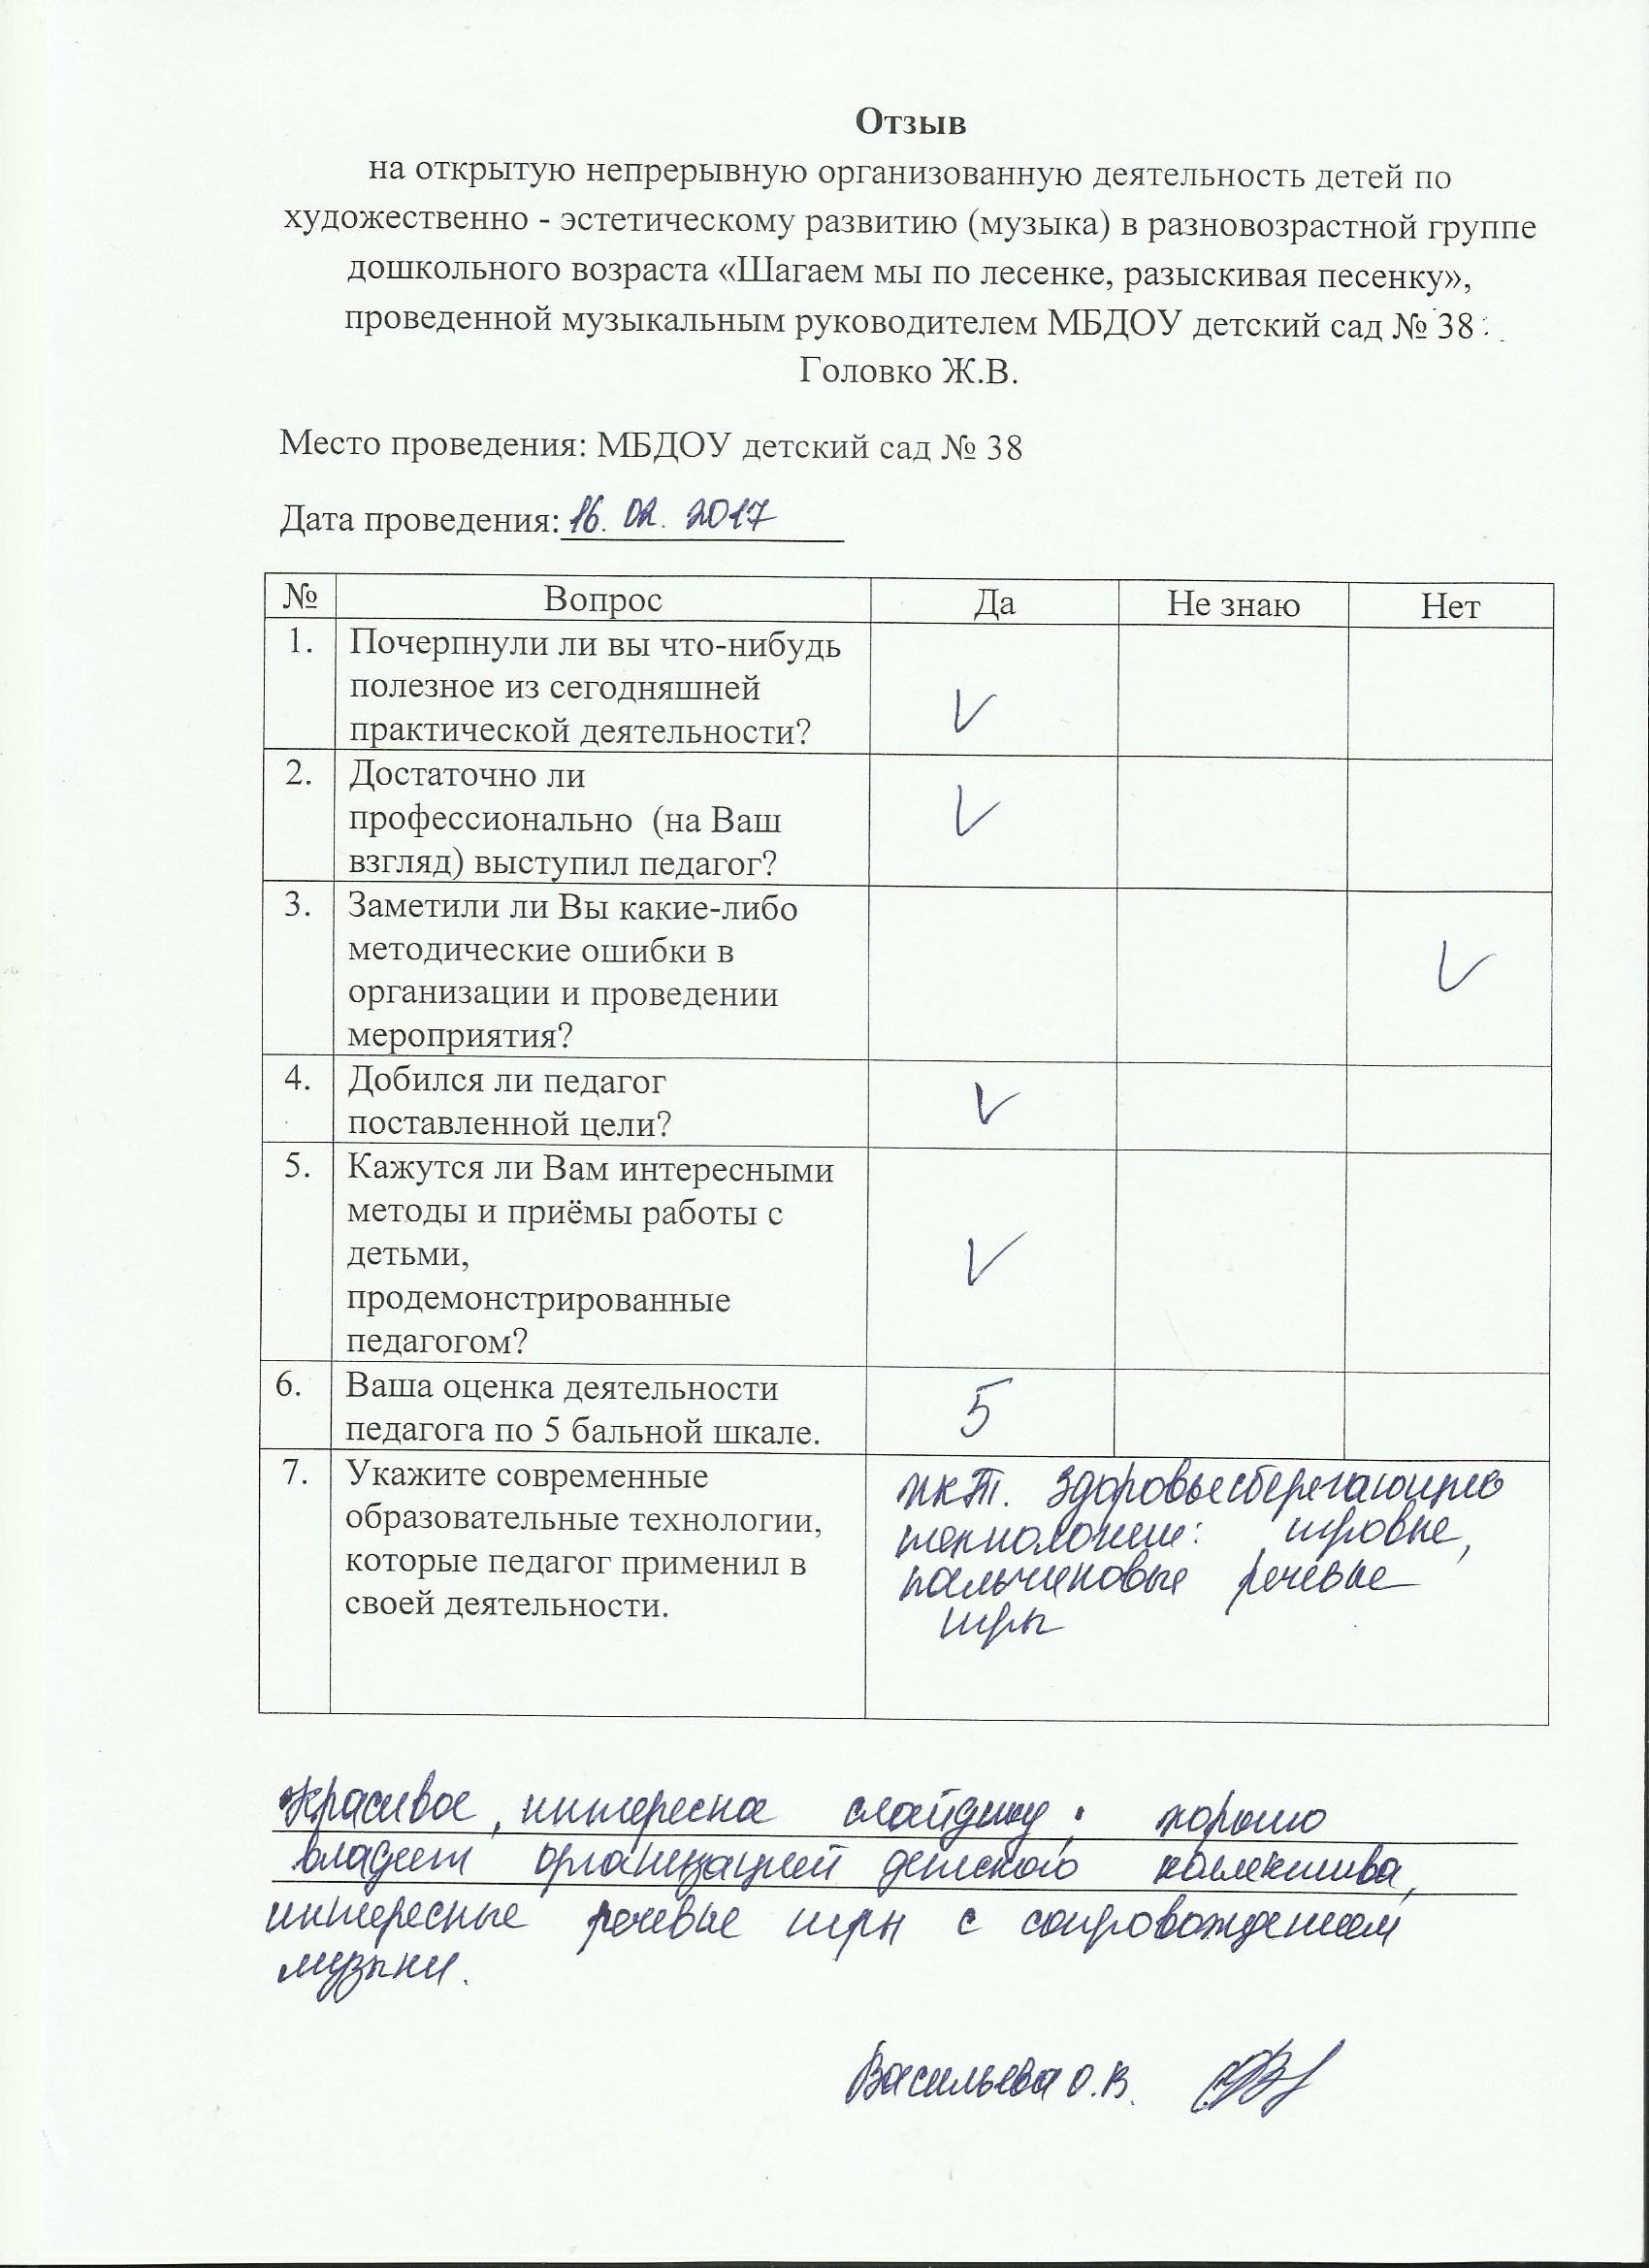 Отзыв
на открытую непрерывную организованную деятельность детей по
художественно - эстетическому развитию (музыка) в разновозрастной группе
дошкольного возраста «Шагаем мы по лесенке, разыскивая песенку»,
проведенной музыкальным руководителем МБДОУ детский сад № 38
Головко Ж.В.
Место проведения: МБДОУ детский сад № 38
Дата проведения: 16. 02. 2017
№ Вопрос Да Не знаю Нет
1. Почерпнули ли вы что-нибудь
полезное из сегодняшней
практической деятельности? V
2. Достаточно ли
профессионально (на Ваш
взгляд) выступил педагог? V
3. Заметили ли Вы какие-либо
методические ошибки в
организации и проведении
мероприятия? V
4. Добился ли педагог
поставленной цели? V
5. Кажутся ли Вам интересными
методы и приёмы работы с
детьми,
продемонстрированные
педагогом? V
6. Ваша оценка деятельности
педагога по 5 бальной шкале. 5
7. Укажите современные
образовательные технологии,
которые педагог применил в
своей деятельности.
ИКТ. Здоровьесберегающие
технологии: игровые,
пальчиковые речевые
игры
Красивое, интересное хорошо
владеет организацией детского коллектива,
интересные речевые игры с сопровождением
музыки.
Васильева О.В.